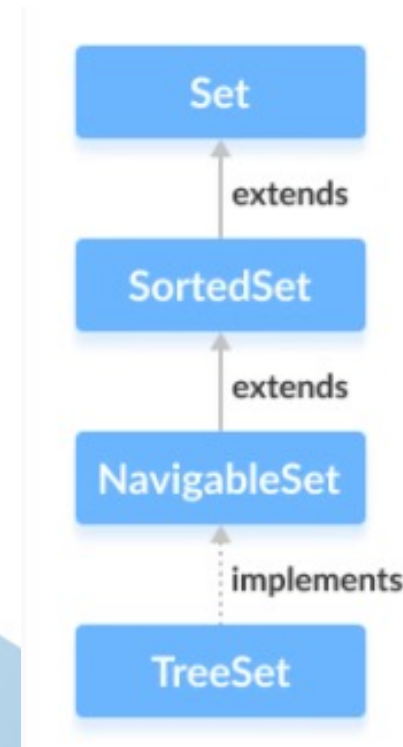 Set
extends
SortedSet
extends
NavigableSet
implements
TreeSet